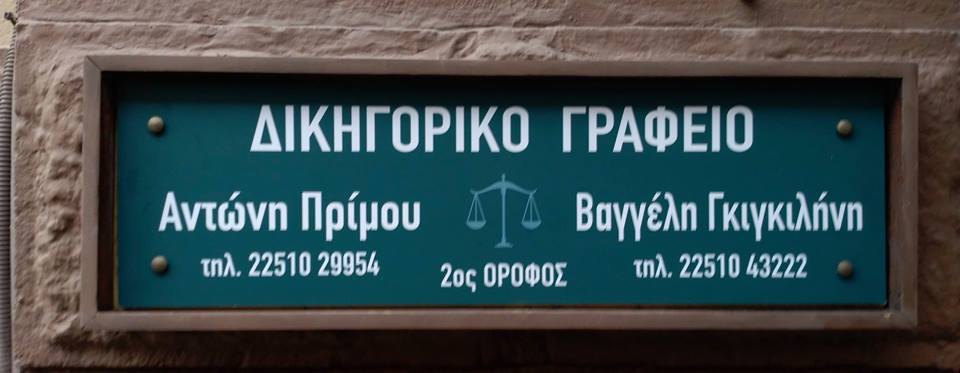 ΔΙΚΗΓΟΡΙΚΟ ΓΡΑΦΕΙΟ
Αντώνη Πρίμου
τηλ. 22510 29954
2ος ΟΡΟΦΟΣ
Βαγγέλη Γκιγκιλήνη
τηλ. 22510 43222